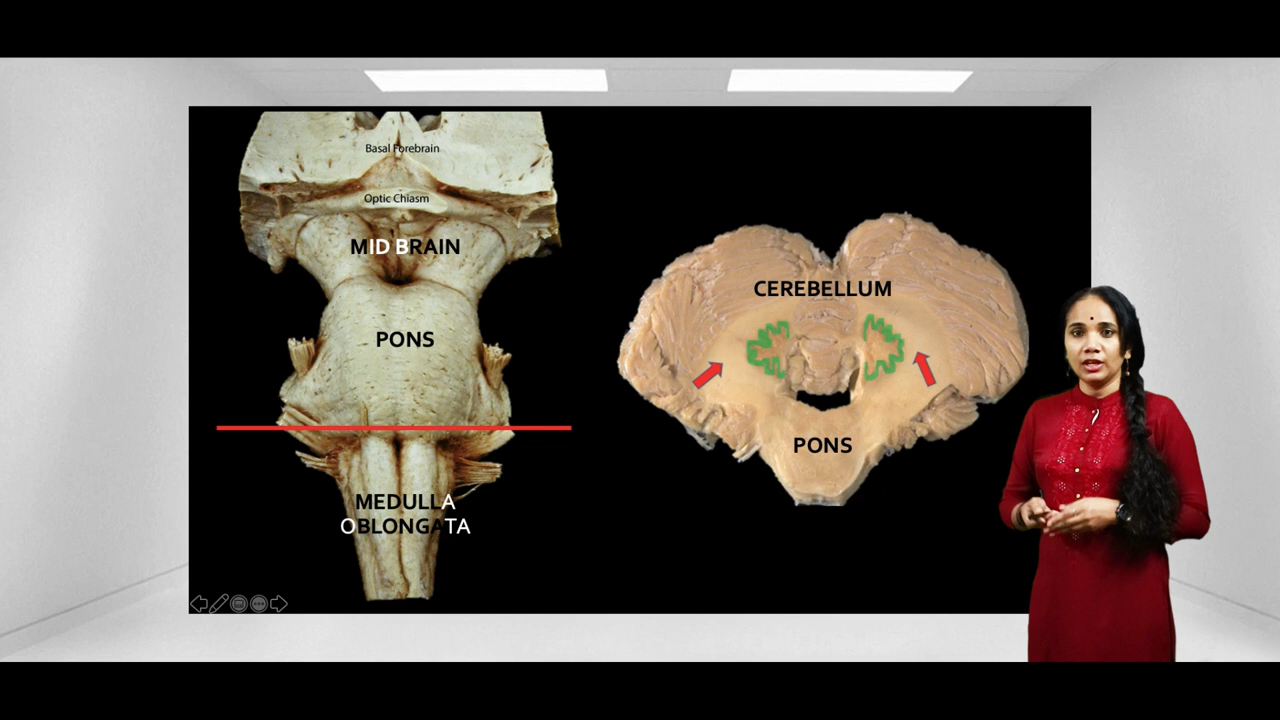 Basal Forebrain
Optic Chiasm
MID BRAIN
PONS
MEDULLA
OBLONGATA
CEREBELLUM
PONS